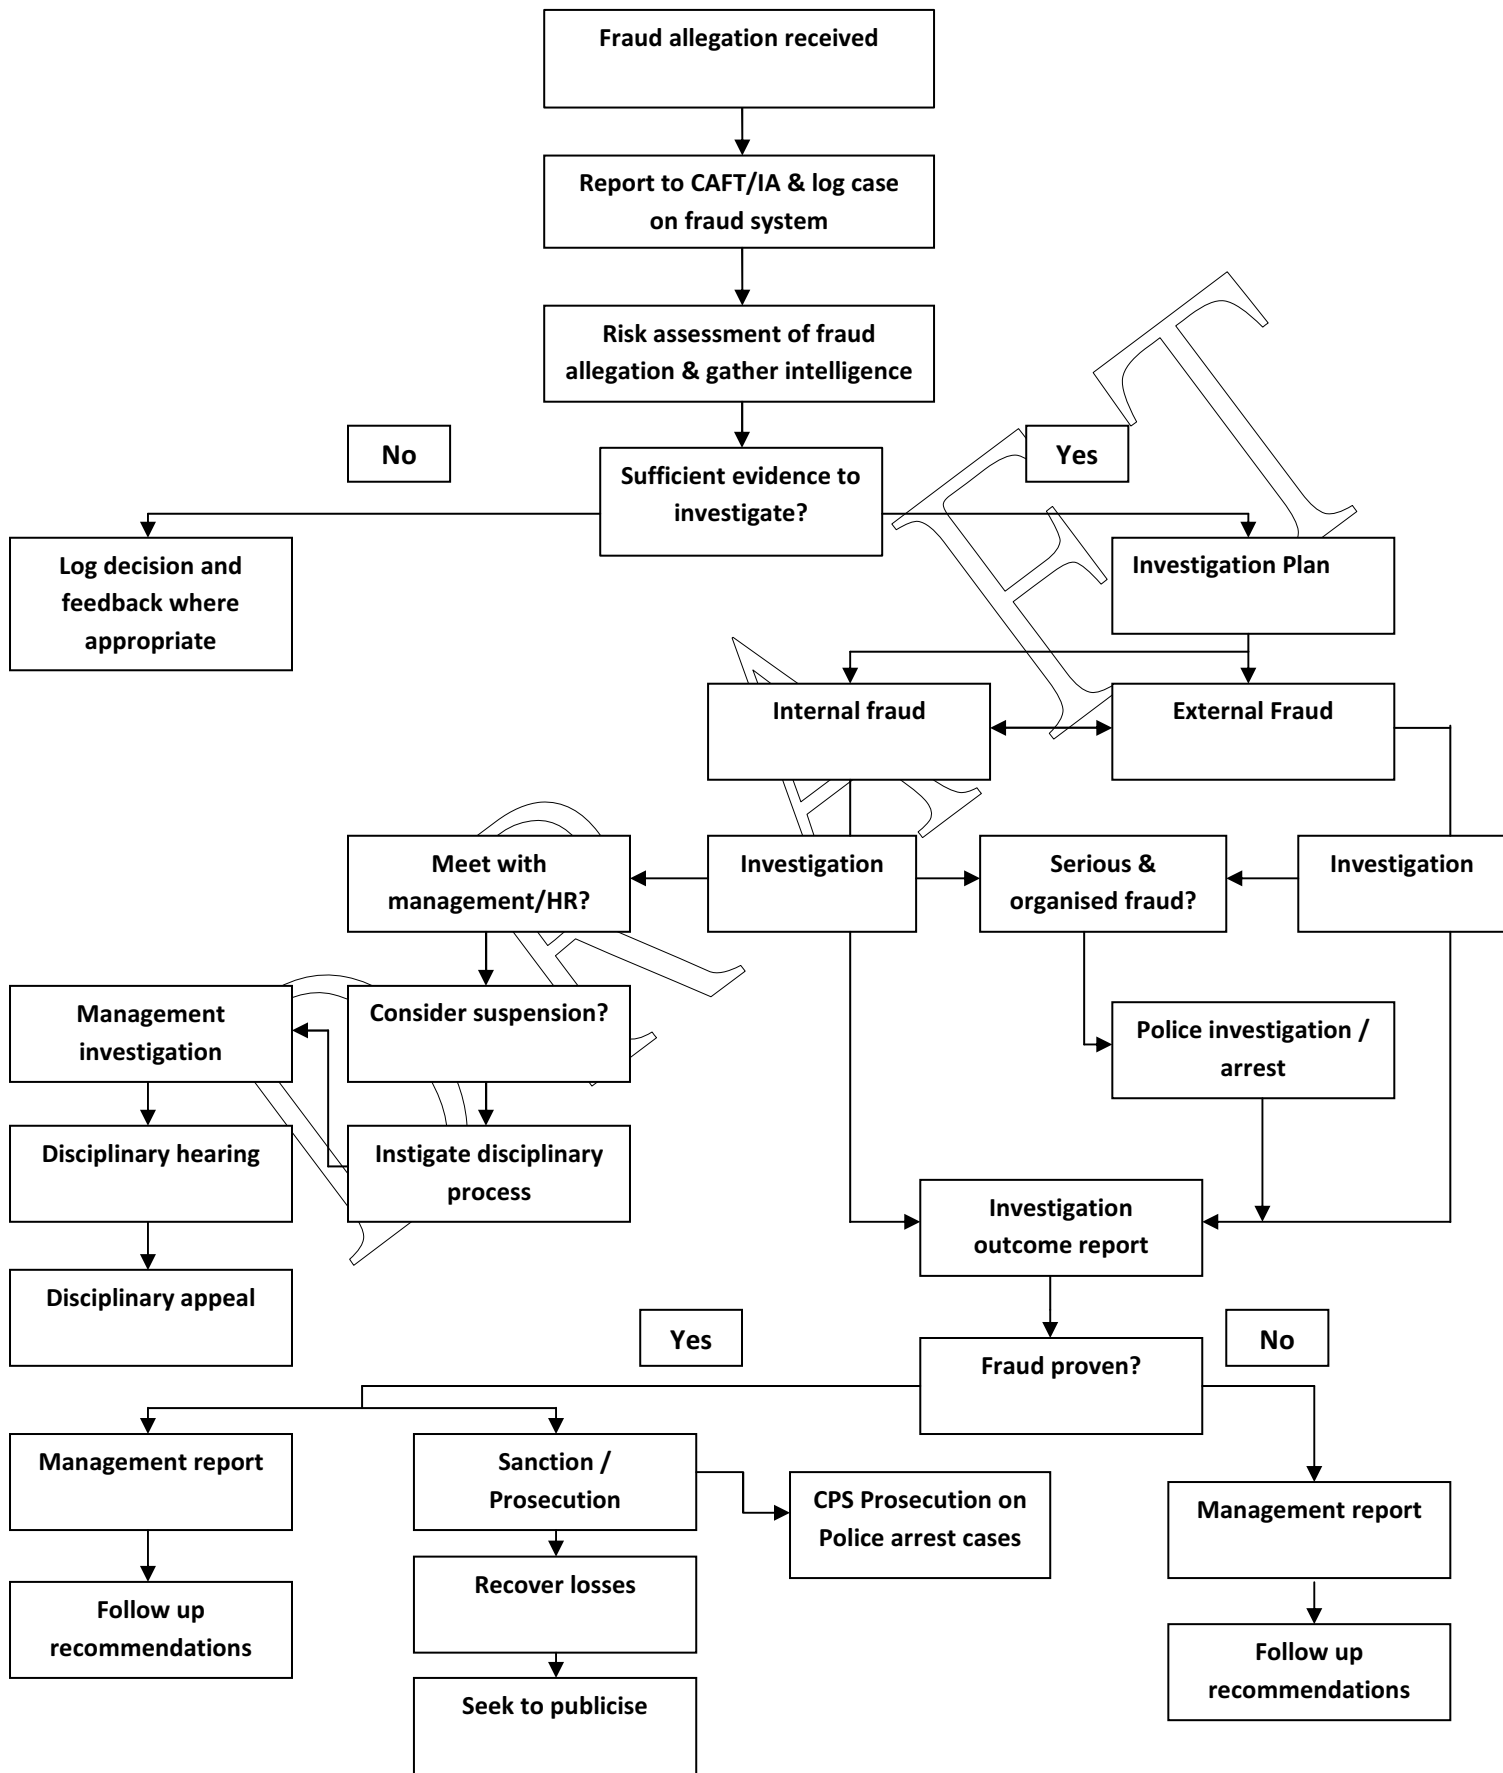 Fraud allegation received
Report to CAFT/IA & log case
on fraud system
Risk assessment of fraud
allegation & gather intelligence
No
Yes
Sufficient evidence to
investigate?
Log decision and
feedback where
appropriate
Investigation Plan
Internal fraud
External Fraud
Meet with
management/HR?
Investigation
Serious &
organised fraud?
Investigation
Management
investigation
Consider suspension?
Police investigation /
arrest
Disciplinary hearing
Instigate disciplinary
process
Investigation
outcome report
Disciplinary appeal
Yes
No
Fraud proven?
Management report
Sanction /
Prosecution
CPS Prosecution on
Police arrest cases
Management report
Recover losses
Follow up
recommendations
Follow up
recommendations
Seek to publicise
DRAFT